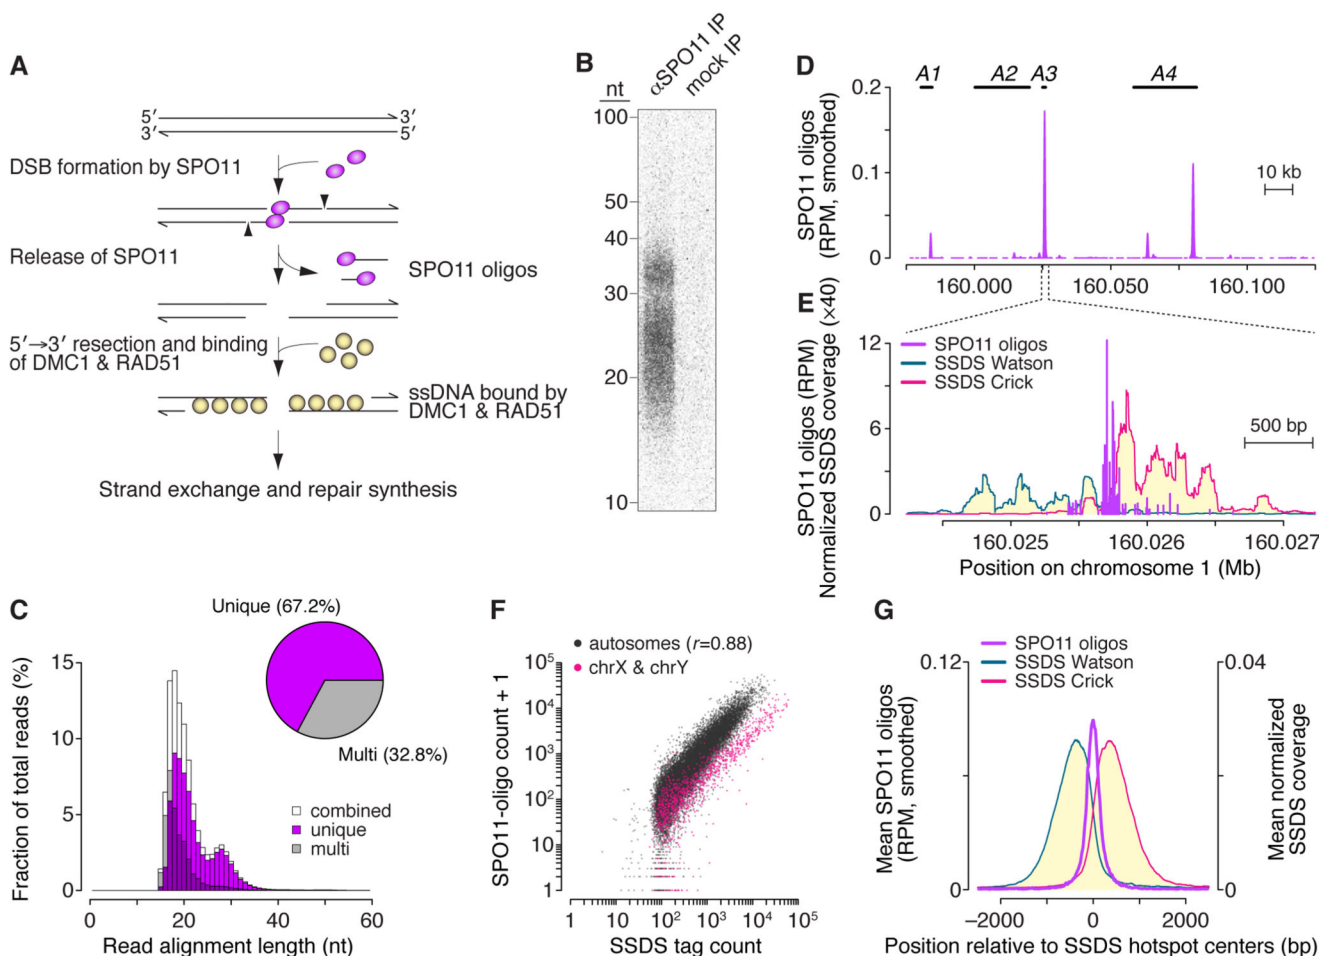 A
5′
3′
3′
5′
DSB formation by SPO11
Release of SPO11
SPO11 oligos
5′→3′ resection and binding
of DMC1 & RAD51
ssDNA bound by
DMC1 & RAD51
Strand exchange and repair synthesis
B
nt
αSPO11 IP
mock IP
100
50
40
30
20
10
D
A1
A2
A3
A4
0.2
0.1
0
SPO11 oligos
(RPM, smoothed)
10 kb
160.000
160.050
160.100
E
12
6
0
SPO11 oligos (RPM)
Normalized SSDS coverage (×40)
SPO11 oligos
SSDS Watson
SSDS Crick
500 bp
160.025
160.026
160.027
Position on chromosome 1 (Mb)
C
Unique (67.2%)
Multi (32.8%)
15
10
5
0
Fraction of total reads (%)
combined
unique
multi
0
20
40
60
Read alignment length (nt)
F
autosomes (r=0.88)
chrX & chrY
10⁵
10⁴
10³
10²
10
1
SPO11-oligo count + 1
1
10
10²
10³
10⁴
10⁵
SSDS tag count
G
SPO11 oligos
SSDS Watson
SSDS Crick
0.12
0
Mean SPO11 oligos
(RPM, smoothed)
0.04
0
Mean normalized
SSDS coverage
−2000
0
2000
Position relative to SSDS hotspot centers (bp)